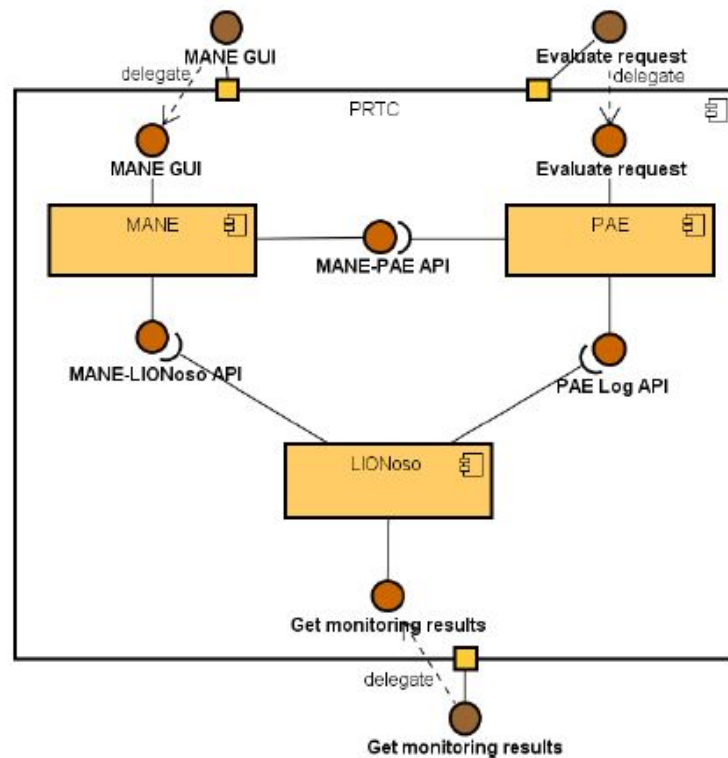 MANE GUI
Evaluate request
delegate
delegate
PRTC
MANE GUI
Evaluate request
MANE
PAE
MANE-PAE API
MANE-LIONoso API
PAE Log API
LIONoso
Get monitoring results
delegate
Get monitoring results